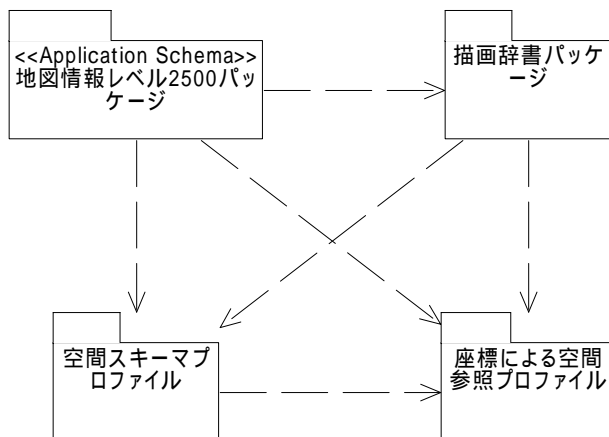 <<Application Schema>>
地図情報レベル2500パッ
ケージ
描画辞書パッケ
ージ
空間スキーマプ
ロファイル
座標による空間
参照プロファイル